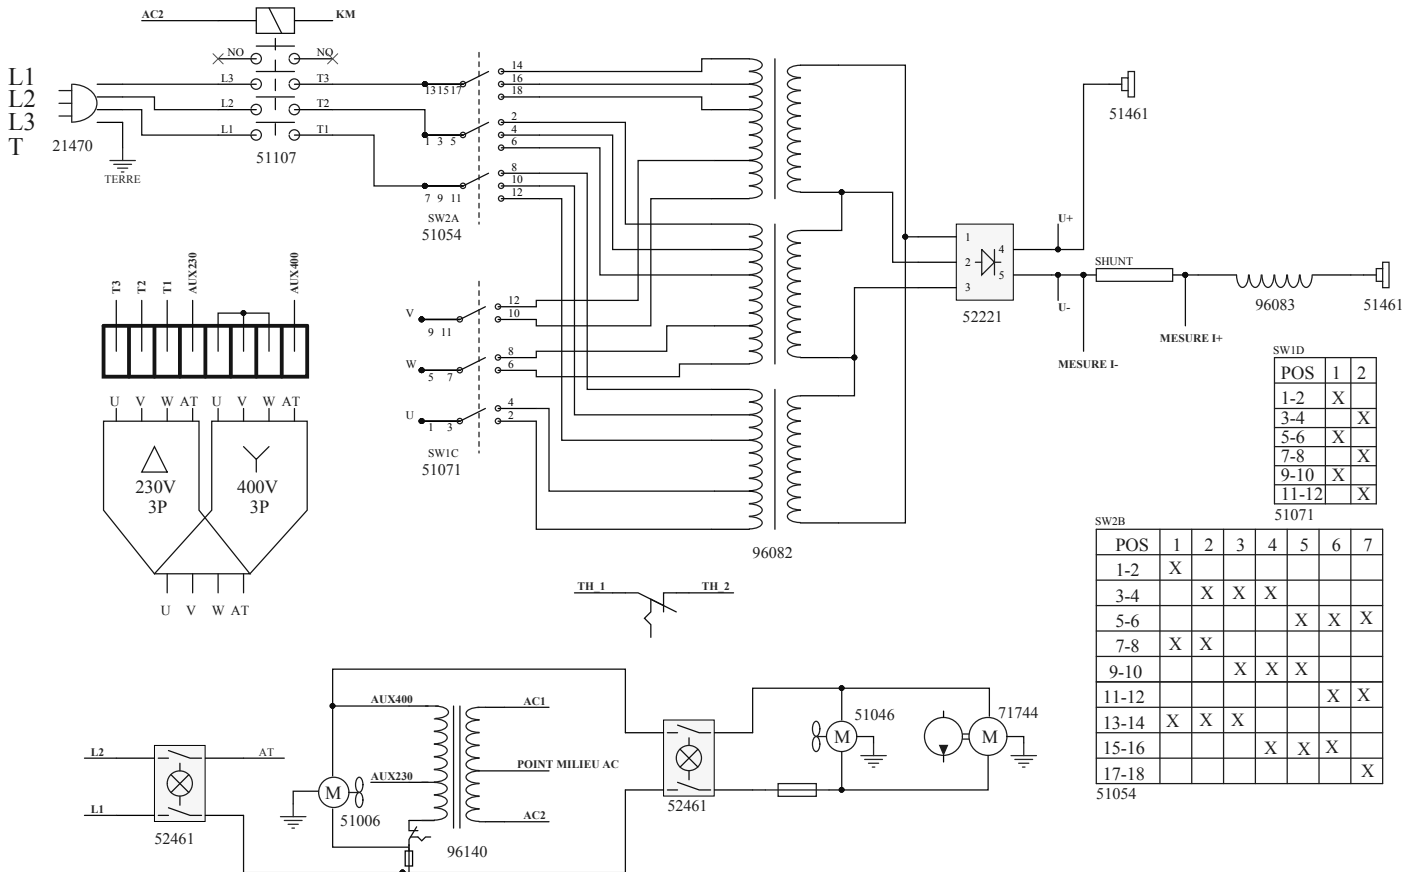 AC2 KM
NO NO
L1
L2
L3
T
21470
TERRE
L3 T3
L2 T2
L1 T1
51107
13 15 17
14
16
18
1 3 5
2
4
6
7 9 11
8
10
12
SW2A
51054
V
9 11
12
10
W
5 7
8
6
U
1 3
4
2
SW1C
51071
96082
1
2
3
4
5
52221
U+
U-
51461
SHUNT
96083
51461
MESURE I+
MESURE I-
T3 T2 T1 AUX230 AUX400
U V W AT U V W AT
230V
3P
400V
3P
U V W AT
TH_1 TH_2
SW1D
POS 1 2
1-2 X
3-4 X
5-6 X
7-8 X
9-10 X
11-12 X
51071
SW2B
POS 1 2 3 4 5 6 7
1-2 X
3-4 X X X
5-6 X X X
7-8 X X
9-10 X X X
11-12 X X
13-14 X X X
15-16 X X X
17-18 X
51054
L2 AT
L1
52461
M
51006
AUX400
AUX230
AC1
POINT MILIEU AC
AC2
96140
52461
51046
M
71744
M